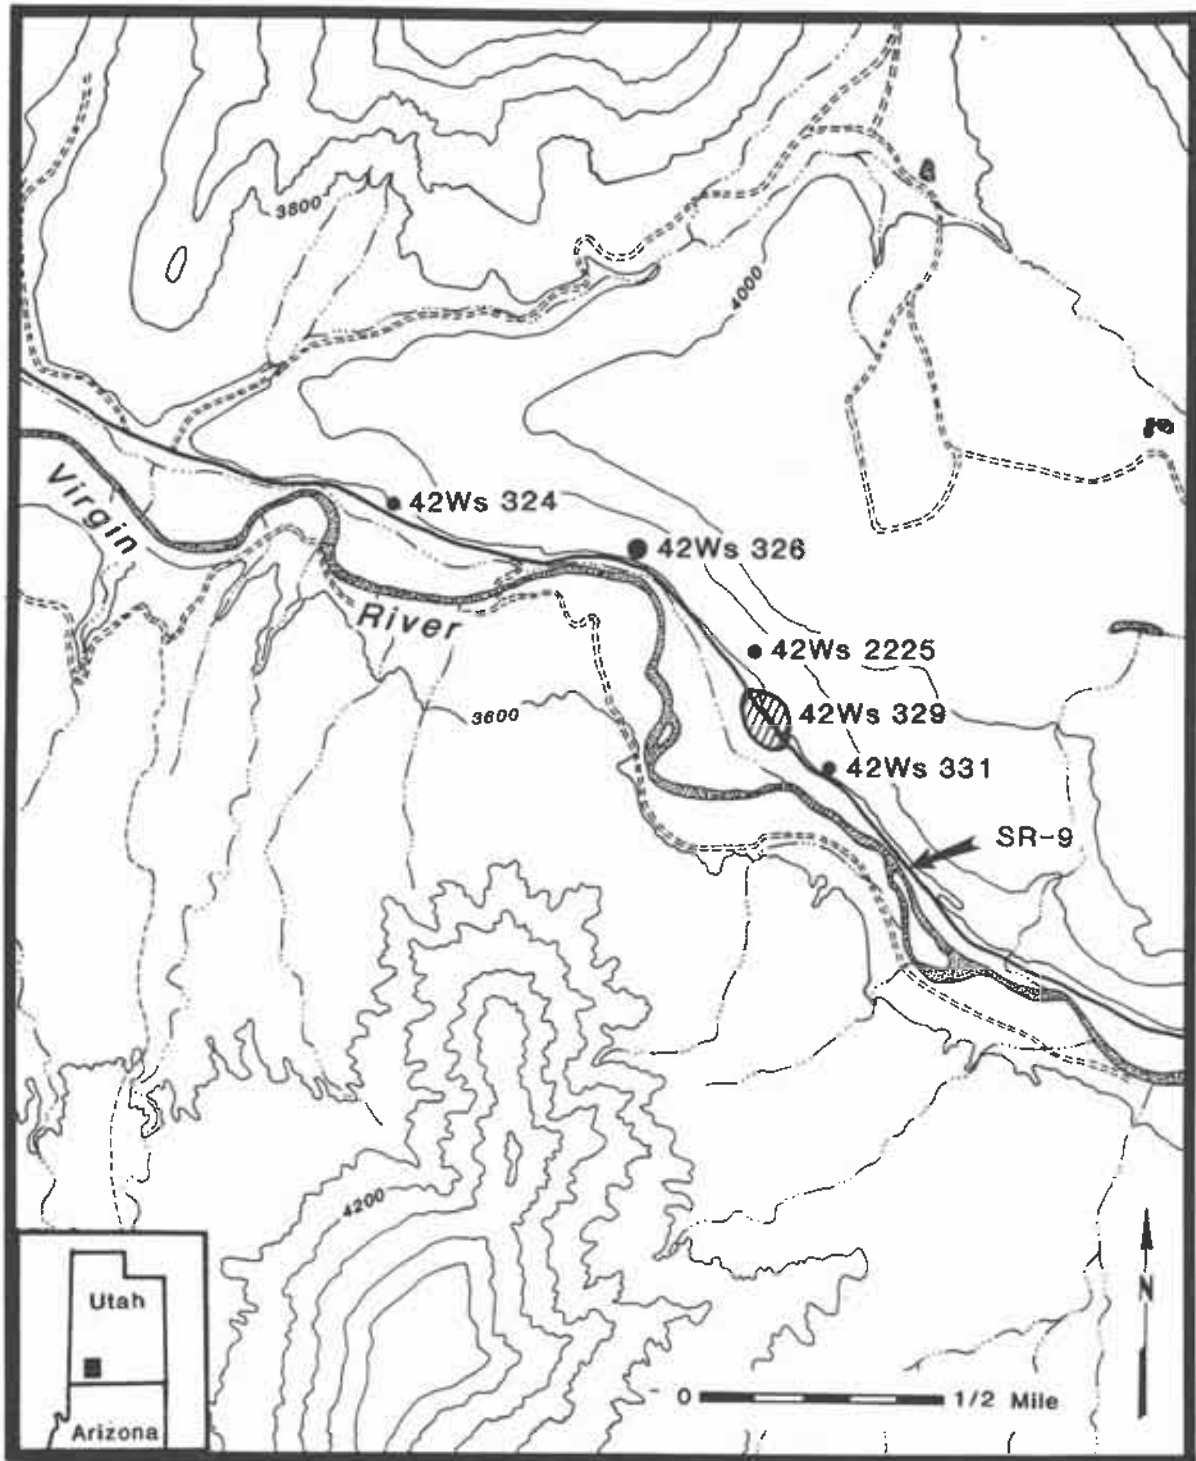 3800
4000
42Ws 324
42Ws 326
Virgin
River
42Ws 2225
3600
42Ws 329
42Ws 331
SR-9
4200
N
Utah
Arizona
0 1/2 Mile